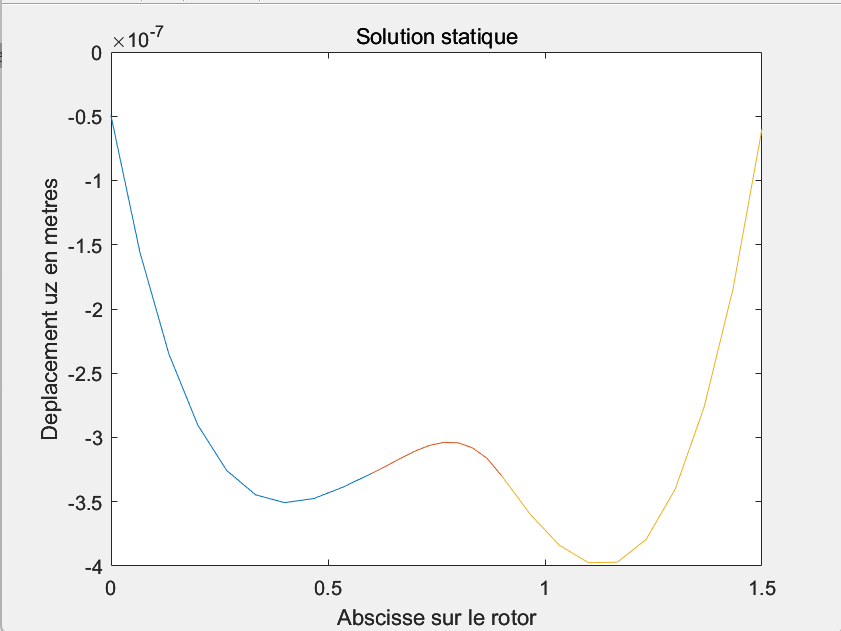 ×10-7
Solution statique
0
-0.5
-1
-1.5
-2
-2.5
-3
-3.5
-4
Deplacement uz en metres
0 0.5 1 1.5
Abscisse sur le rotor